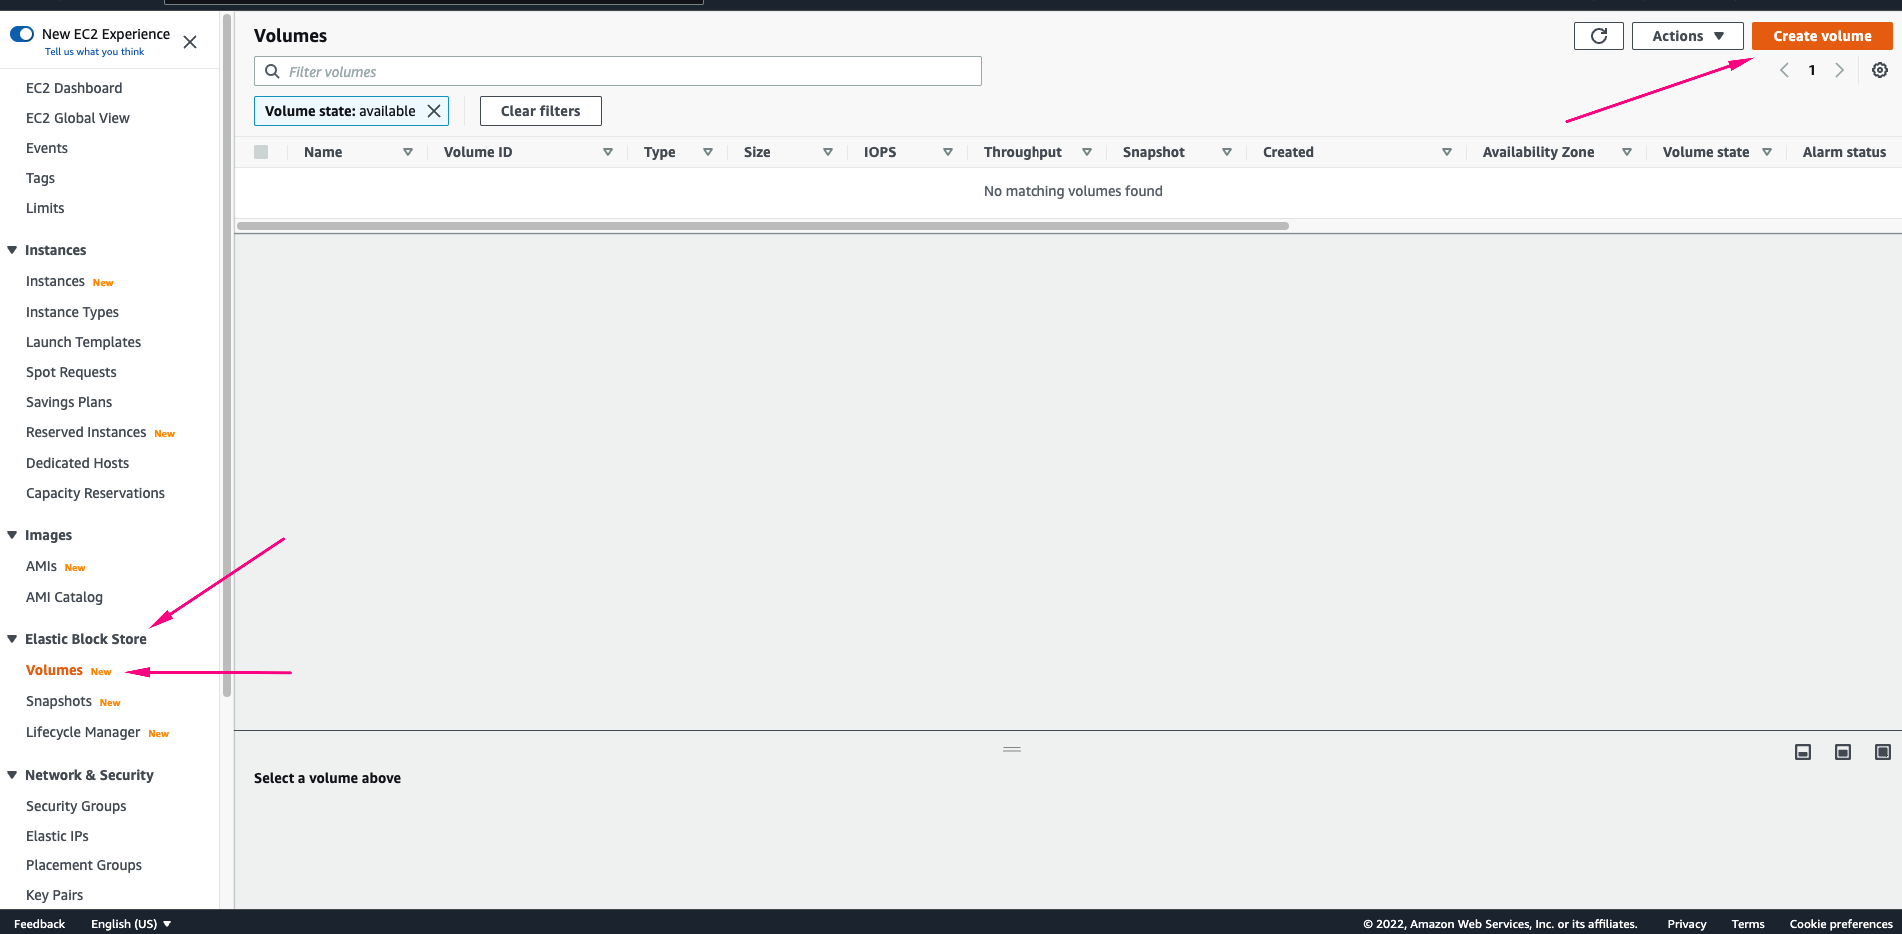 New EC2 Experience
Tell us what you think
EC2 Dashboard
EC2 Global View
Events
Tags
Limits
Instances
Instances New
Instance Types
Launch Templates
Spot Requests
Savings Plans
Reserved Instances New
Dedicated Hosts
Capacity Reservations
Images
AMIs New
AMI Catalog
Elastic Block Store
Volumes New
Snapshots New
Lifecycle Manager New
Network & Security
Security Groups
Elastic IPs
Placement Groups
Key Pairs
Volumes
Actions
Create volume
Filter volumes
1
Volume state: available
Clear filters
Name Volume ID Type Size IOPS Throughput Snapshot Created Availability Zone Volume state Alarm status
No matching volumes found
Select a volume above
Feedback English (US) © 2022, Amazon Web Services, Inc. or its affiliates. Privacy Terms Cookie preferences